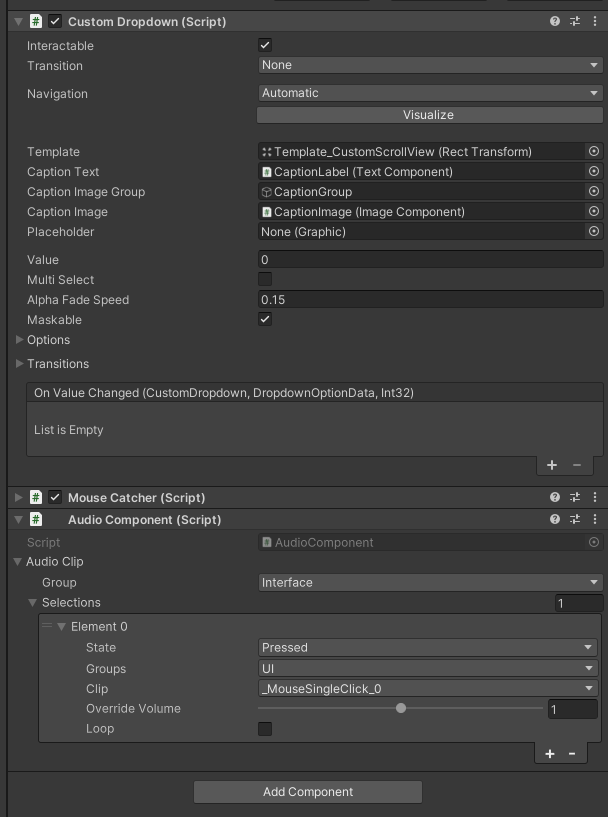 # Custom Dropdown (Script)
Interactable
Transition None
Navigation Automatic
Visualize
Template Template_CustomScrollView (Rect Transform)
Caption Text # CaptionLabel (Text Component)
Caption Image Group CaptionGroup
Caption Image # CaptionImage (Image Component)
Placeholder None (Graphic)
Value 0
Multi Select
Alpha Fade Speed 0.15
Maskable
Options
Transitions
On Value Changed (CustomDropdown, DropdownOptionData, Int32)
List is Empty
+ −
# Mouse Catcher (Script)
# Audio Component (Script)
Script # AudioComponent
Audio Clip
Group Interface
Selections 1
Element 0
State Pressed
Groups UI
Clip _MouseSingleClick_0
Override Volume 1
Loop
+ -
Add Component